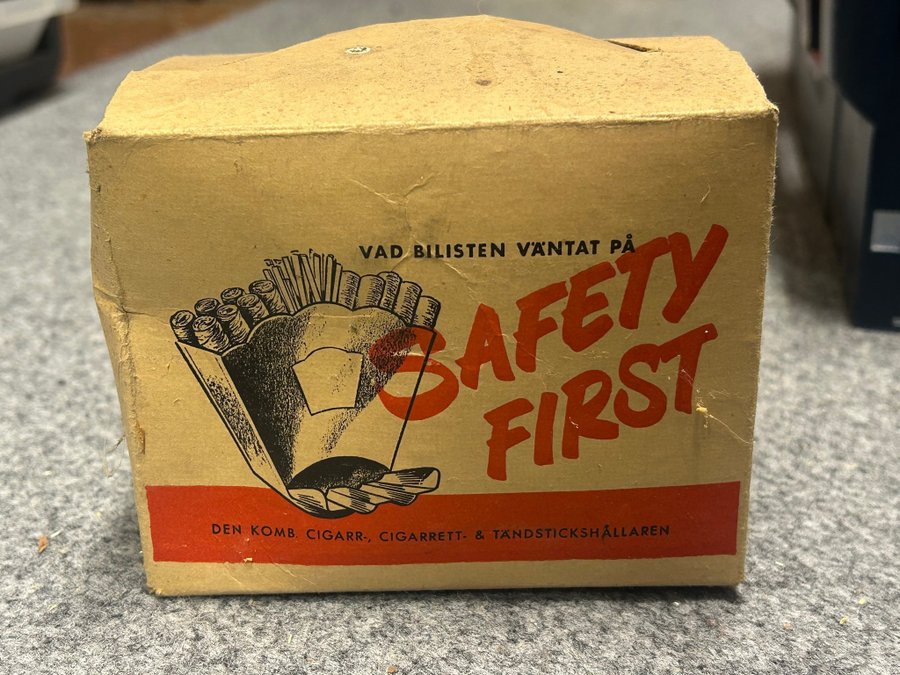 VAD BILISTEN VÄNTAT PÅ
SAFETY
FIRST
DEN KOMB. CIGARR-, CIGARRETT- & TÄNDSTICKSHÅLLAREN